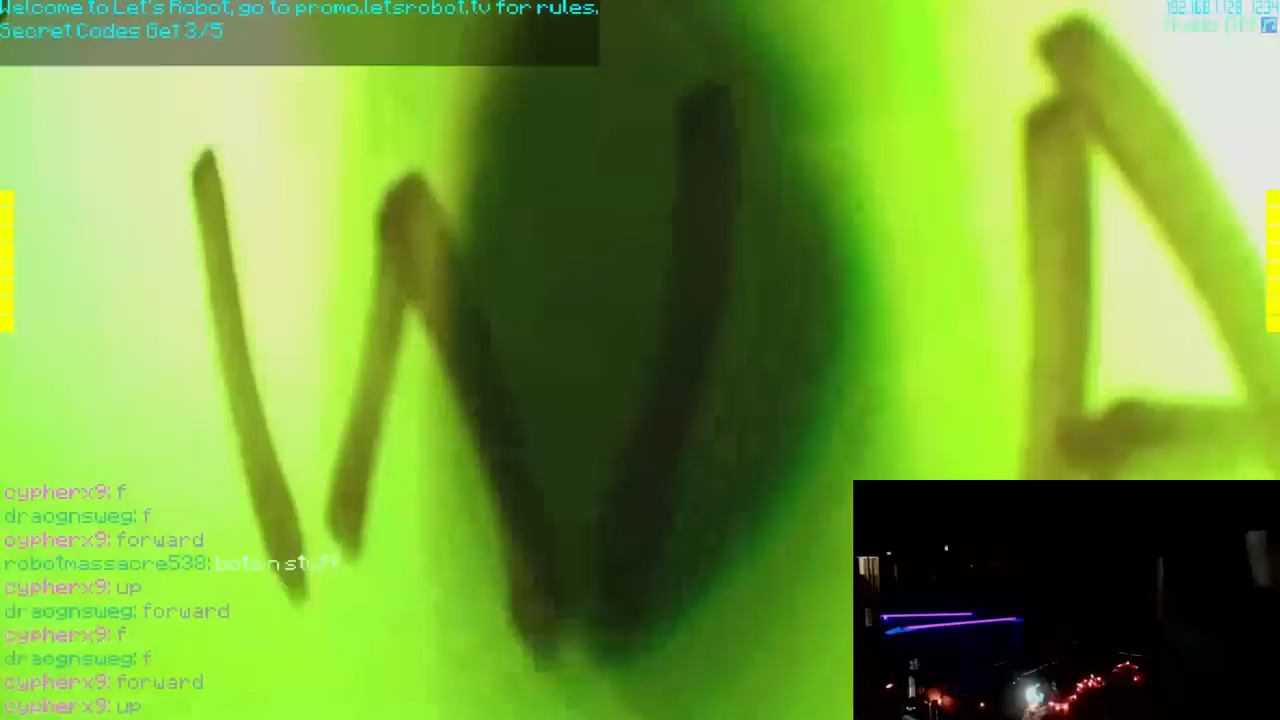 Welcome to Let's Robot, go to promo.letsrobot.tv for rules.
Secret Codes Get 3/5
W
cypherx9: f
draognsweg: f
cypherx9: forward
robotmassacre538:
cypherx9: up
draognsweg: forward
cypherx9: f
draognsweg: f
cypherx9: forward
cypherx9: up